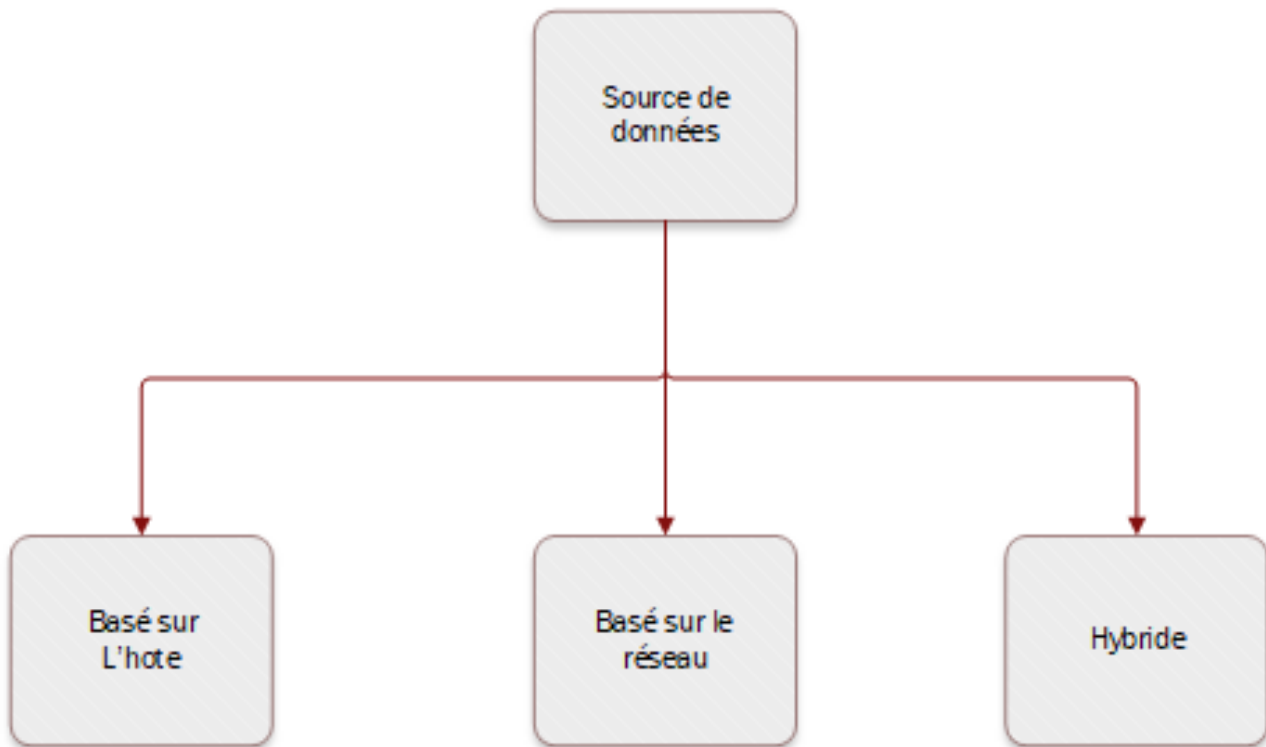 Source de
données
Basé sur
L'hote
Basé sur le
réseau
Hybride